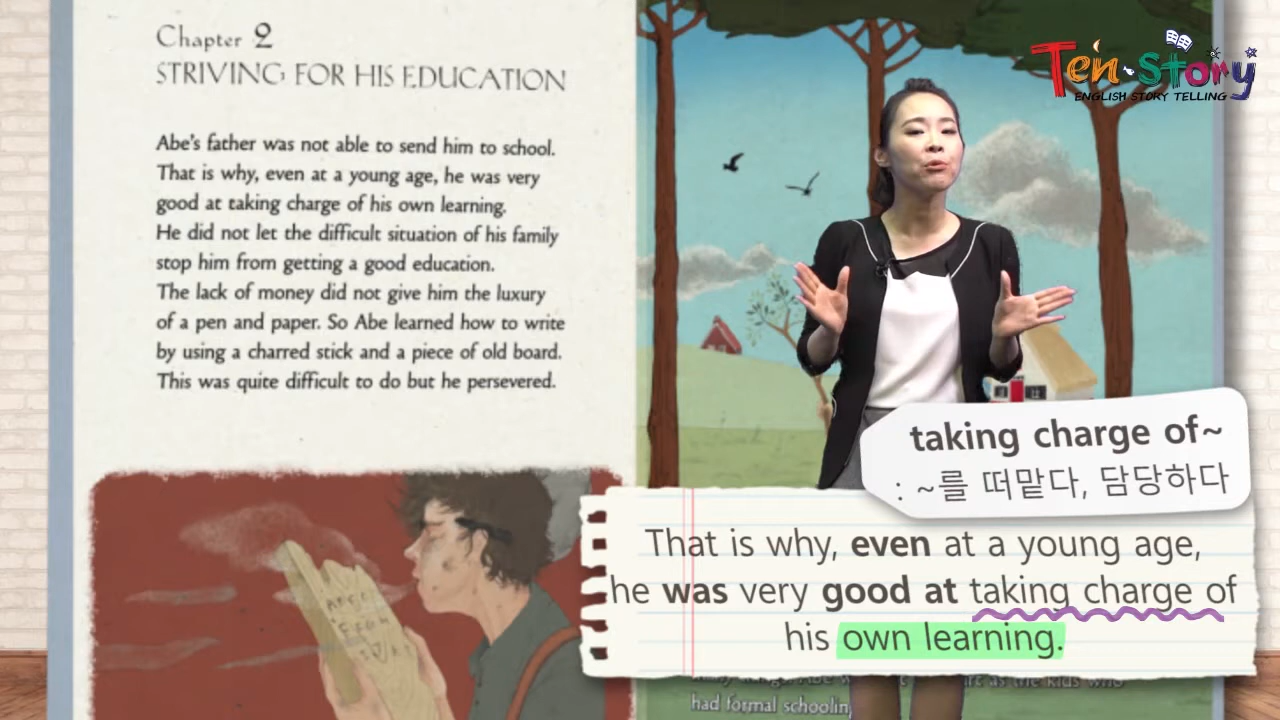 Chapter 2
STRIVING FOR HIS EDUCATION
Abe's father was not able to send him to school.
That is why, even at a young age, he was very
good at taking charge of his own learning.
He did not let the difficult situation of his family
stop him from getting a good education.
The lack of money did not give him the luxury
of a pen and paper. So Abe learned how to write
by using a charred stick and a piece of old board.
This was quite difficult to do but he persevered.
Ten Story
ENGLISH STORY TELLING
taking charge of~
: ~를 떠맡다, 담당하다
That is why, even at a young age,
he was very good at taking charge of
his own learning.
as the kids who
had formal schooling